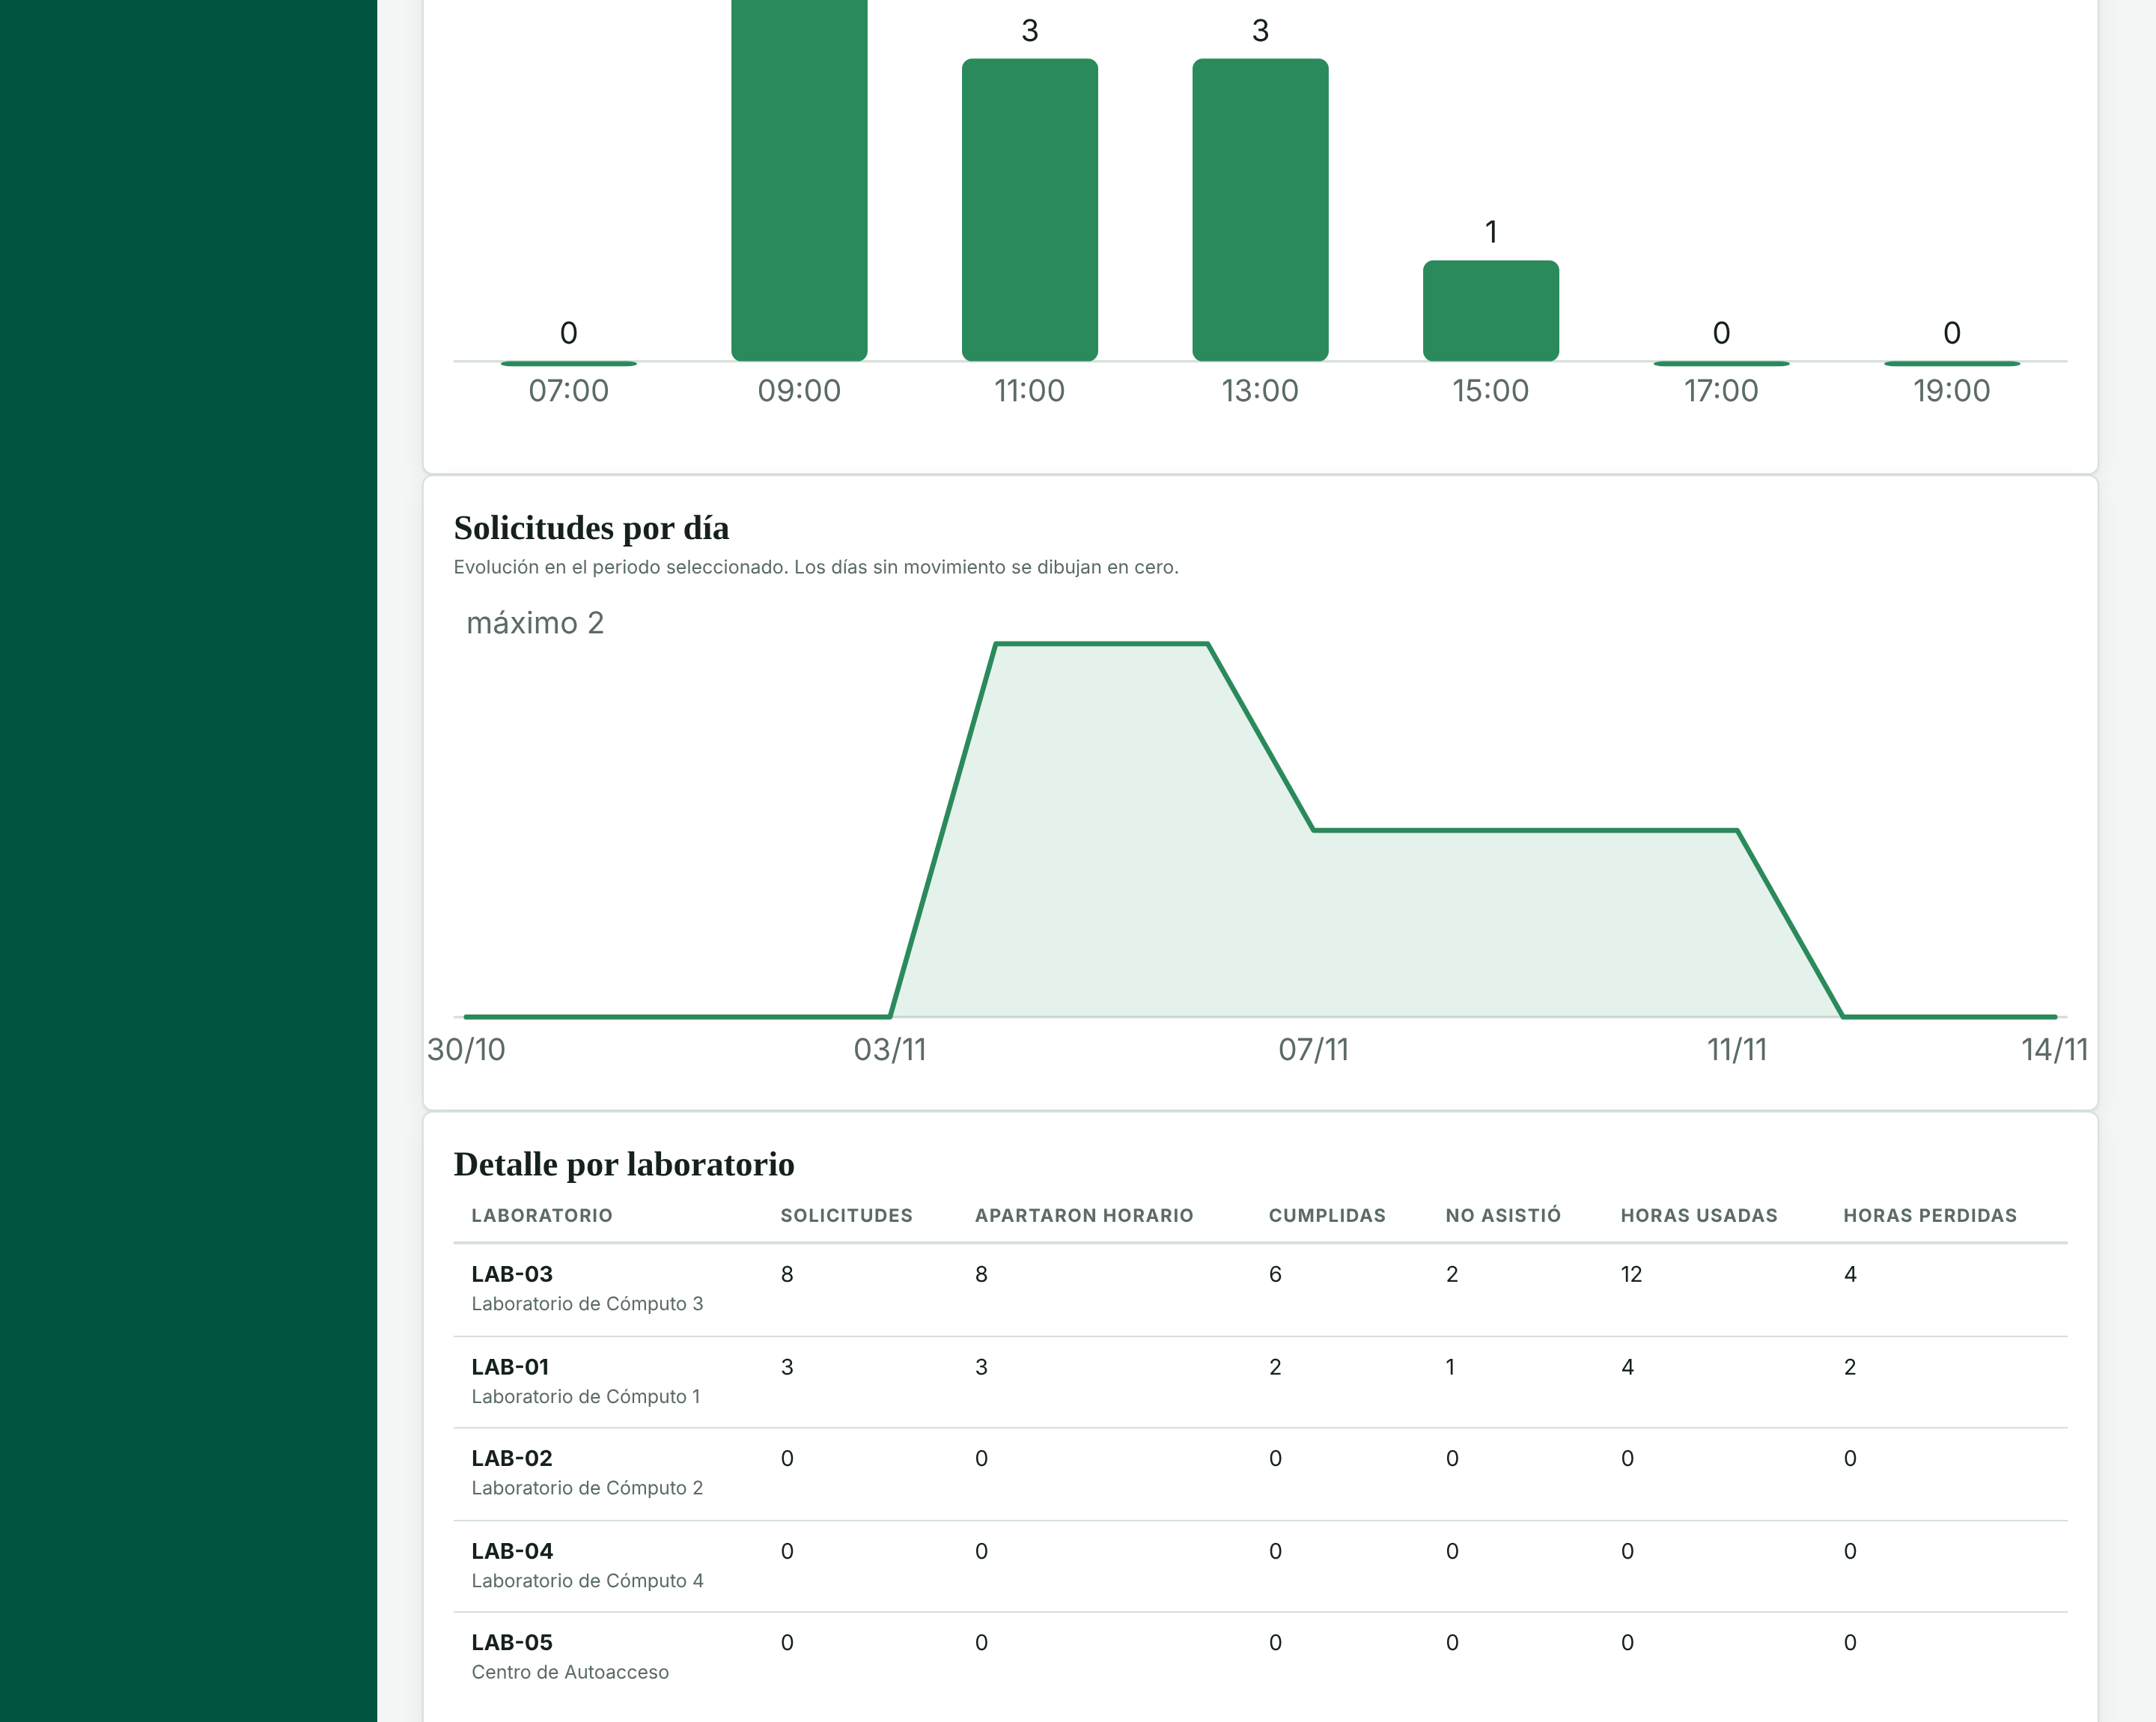 3 3
1
0 0 0
07:00 09:00 11:00 13:00 15:00 17:00 19:00
Solicitudes por día
Evolución en el periodo seleccionado. Los días sin movimiento se dibujan en cero.
máximo 2
30/10 03/11 07/11 11/11 14/11
Detalle por laboratorio
LABORATORIO SOLICITUDES APARTARON HORARIO CUMPLIDAS NO ASISTIÓ HORAS USADAS HORAS PERDIDAS
LAB-03 8 8 6 2 12 4
Laboratorio de Cómputo 3
LAB-01 3 3 2 1 4 2
Laboratorio de Cómputo 1
LAB-02 0 0 0 0 0 0
Laboratorio de Cómputo 2
LAB-04 0 0 0 0 0 0
Laboratorio de Cómputo 4
LAB-05 0 0 0 0 0 0
Centro de Autoacceso